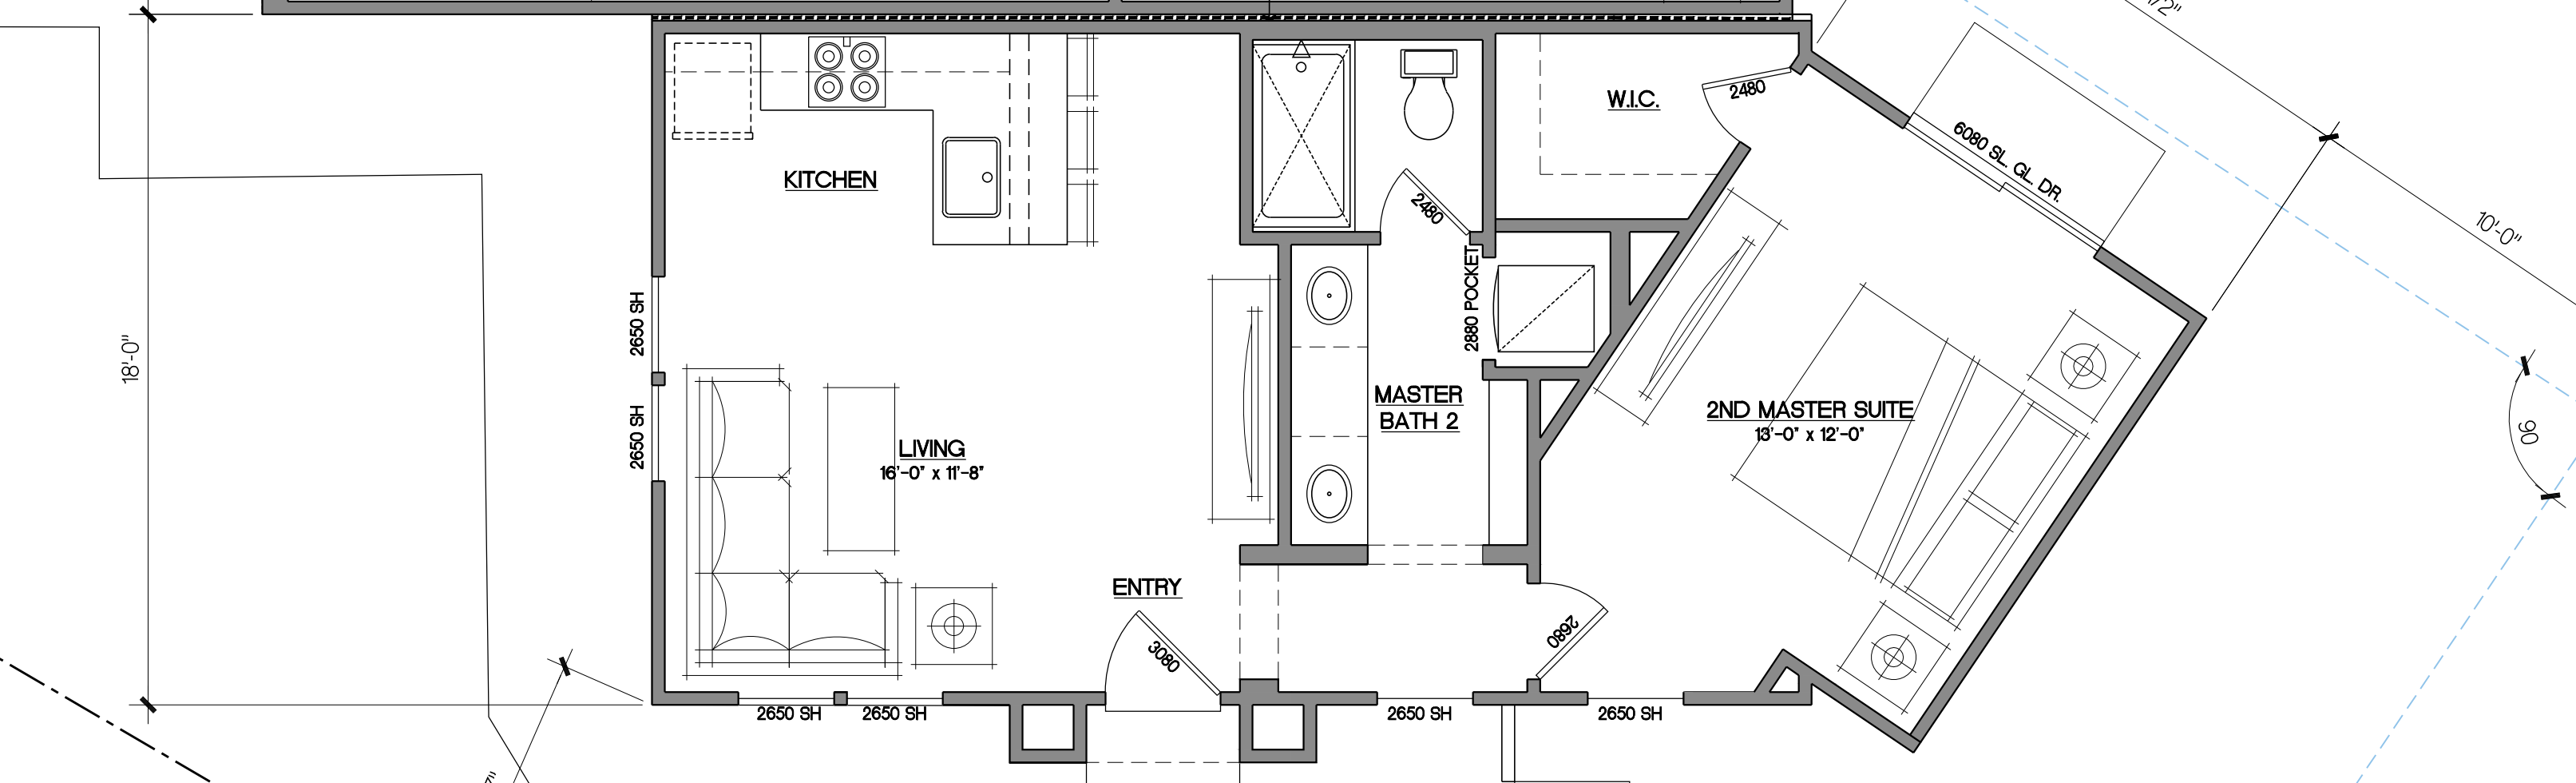 W.I.C.
2480
6080 SL. GL. DR.
KITCHEN
2480
10'-0"
2880 POCKET
2650 SH
18'-0"
MASTER
BATH 2
2ND MASTER SUITE
13'-0" x 12'-0"
2650 SH
LIVING
16'-0" x 11'-8"
90
ENTRY
3080
2680
2650 SH
2650 SH
2650 SH
2650 SH